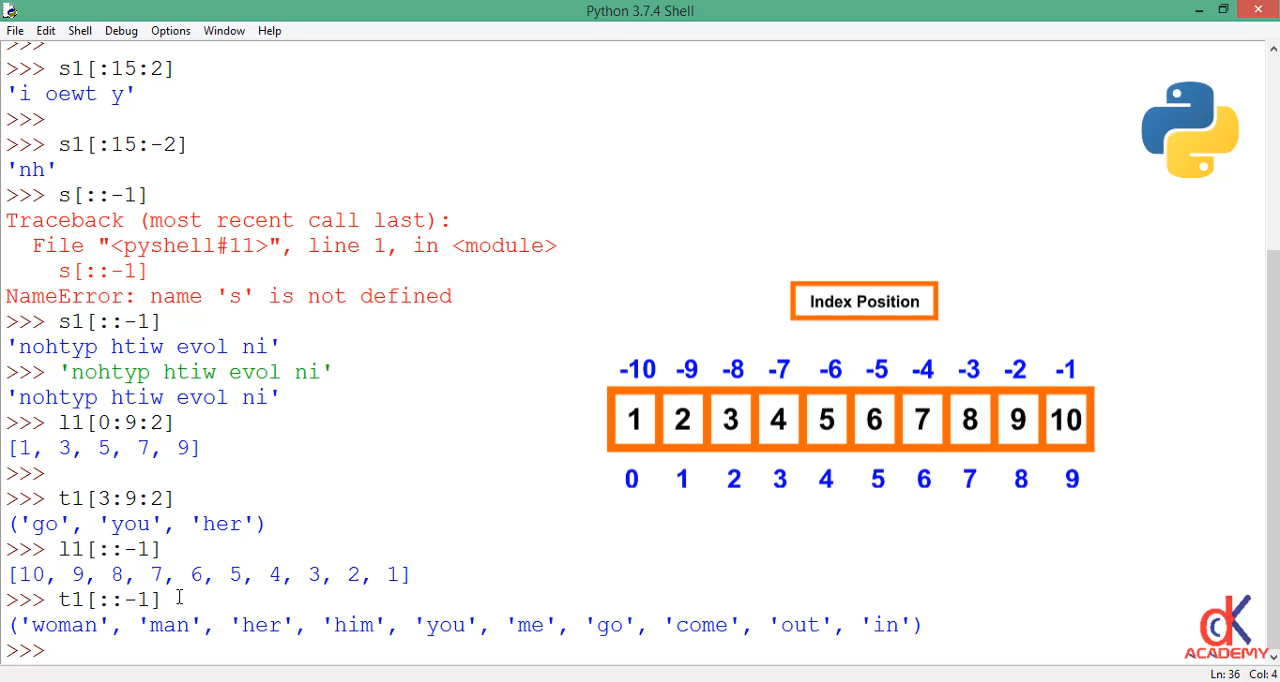 Python 3.7.4 Shell
File Edit Shell Debug Options Window Help
>>>
>>> s1[:15:2]
'i oewt y'
>>>
>>> s1[:15:-2]
'nh'
>>> s[::-1]
Traceback (most recent call last):
  File "<pyshell#11>", line 1, in <module>
    s[::-1]
NameError: name 's' is not defined
>>> s1[::-1]
'nohtyp htiw evol ni'
>>> 'nohtyp htiw evol ni'
'nohtyp htiw evol ni'
>>> l1[0:9:2]
[1, 3, 5, 7, 9]
>>>
>>> t1[3:9:2]
('go', 'you', 'her')
>>> l1[::-1]
[10, 9, 8, 7, 6, 5, 4, 3, 2, 1]
>>> t1[::-1]
('woman', 'man', 'her', 'him', 'you', 'me', 'go', 'come', 'out', 'in')
>>>
Index Position
-10 -9 -8 -7 -6 -5 -4 -3 -2 -1
1 2 3 4 5 6 7 8 9 10
0 1 2 3 4 5 6 7 8 9
dK
ACADEMY
Ln: 36 Col: 4